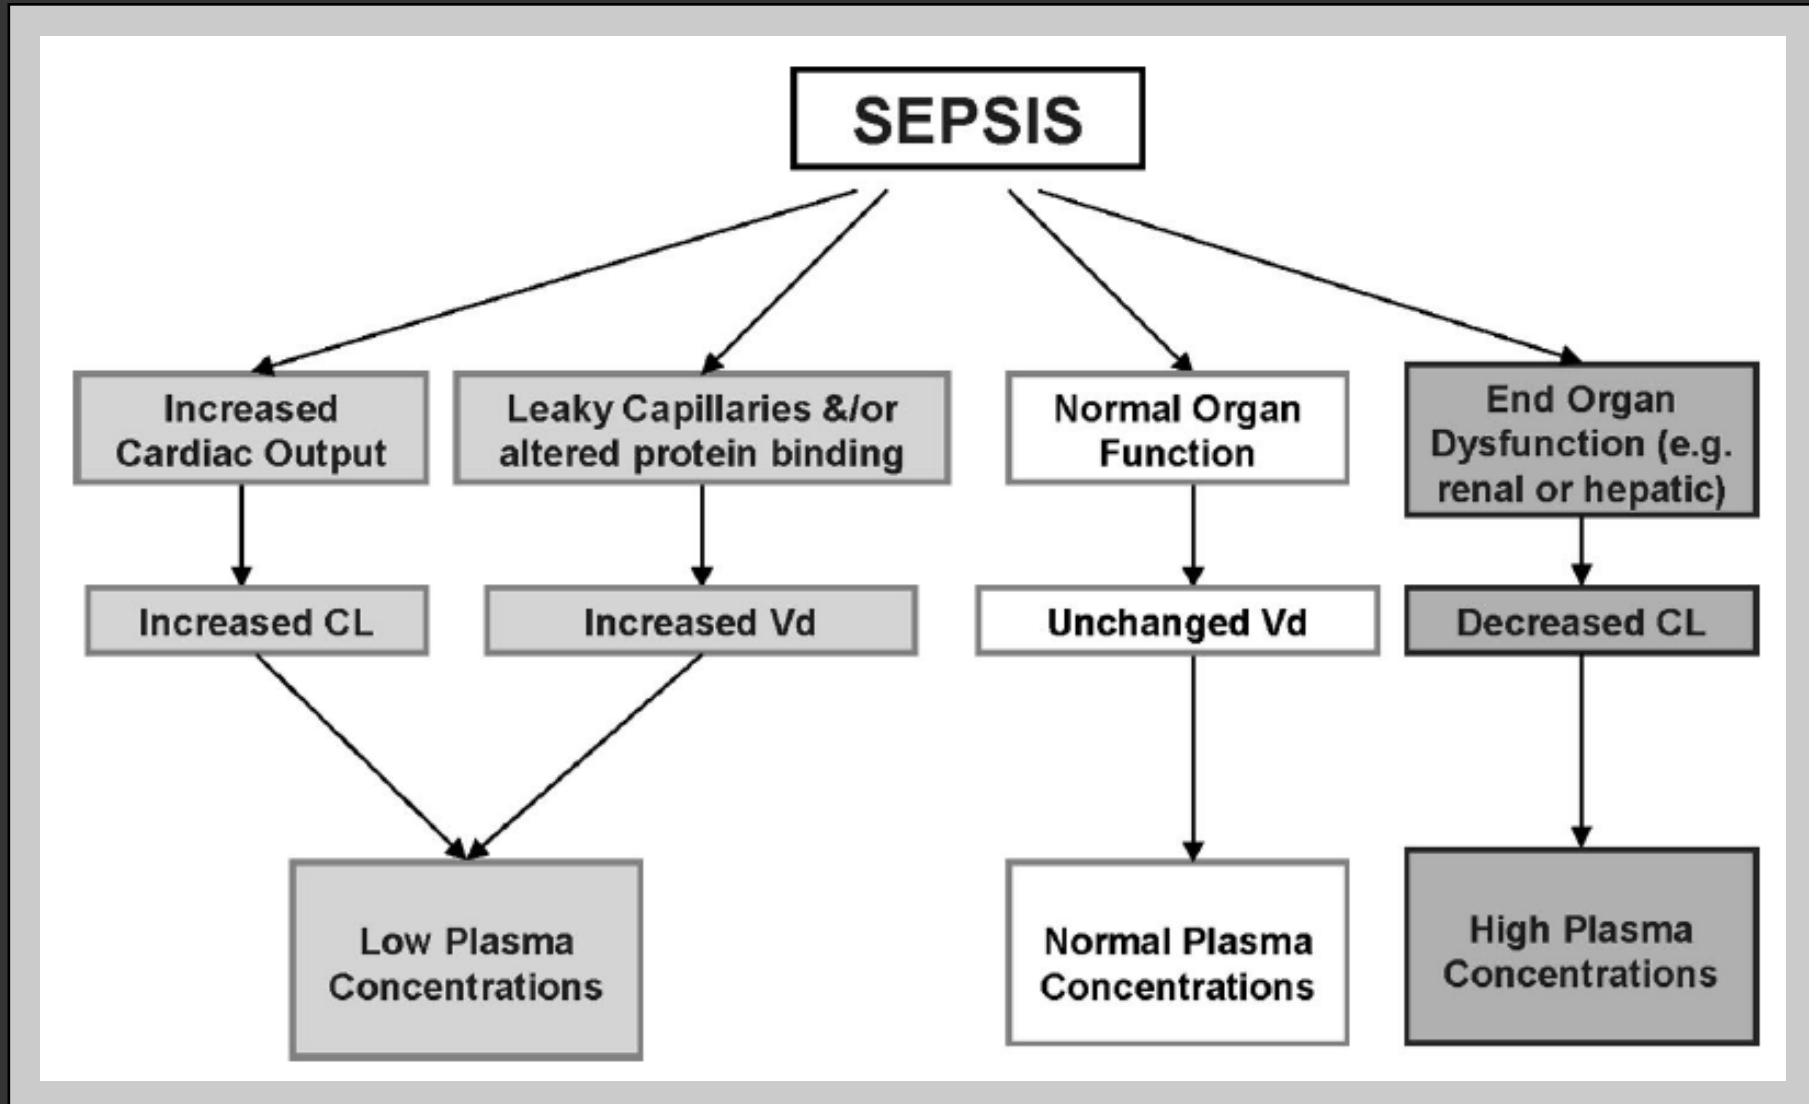 SEPSIS
Increased
Cardiac Output
Leaky Capillaries &/or
altered protein binding
Normal Organ
Function
End Organ
Dysfunction (e.g.
renal or hepatic)
Increased CL
Increased Vd
Unchanged Vd
Decreased CL
Low Plasma
Concentrations
Normal Plasma
Concentrations
High Plasma
Concentrations